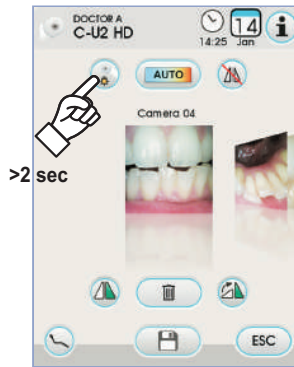 DOCTOR A
C-U2 HD
14
14:25 Jan
i
AUTO
Camera 04
>2 sec
ESC